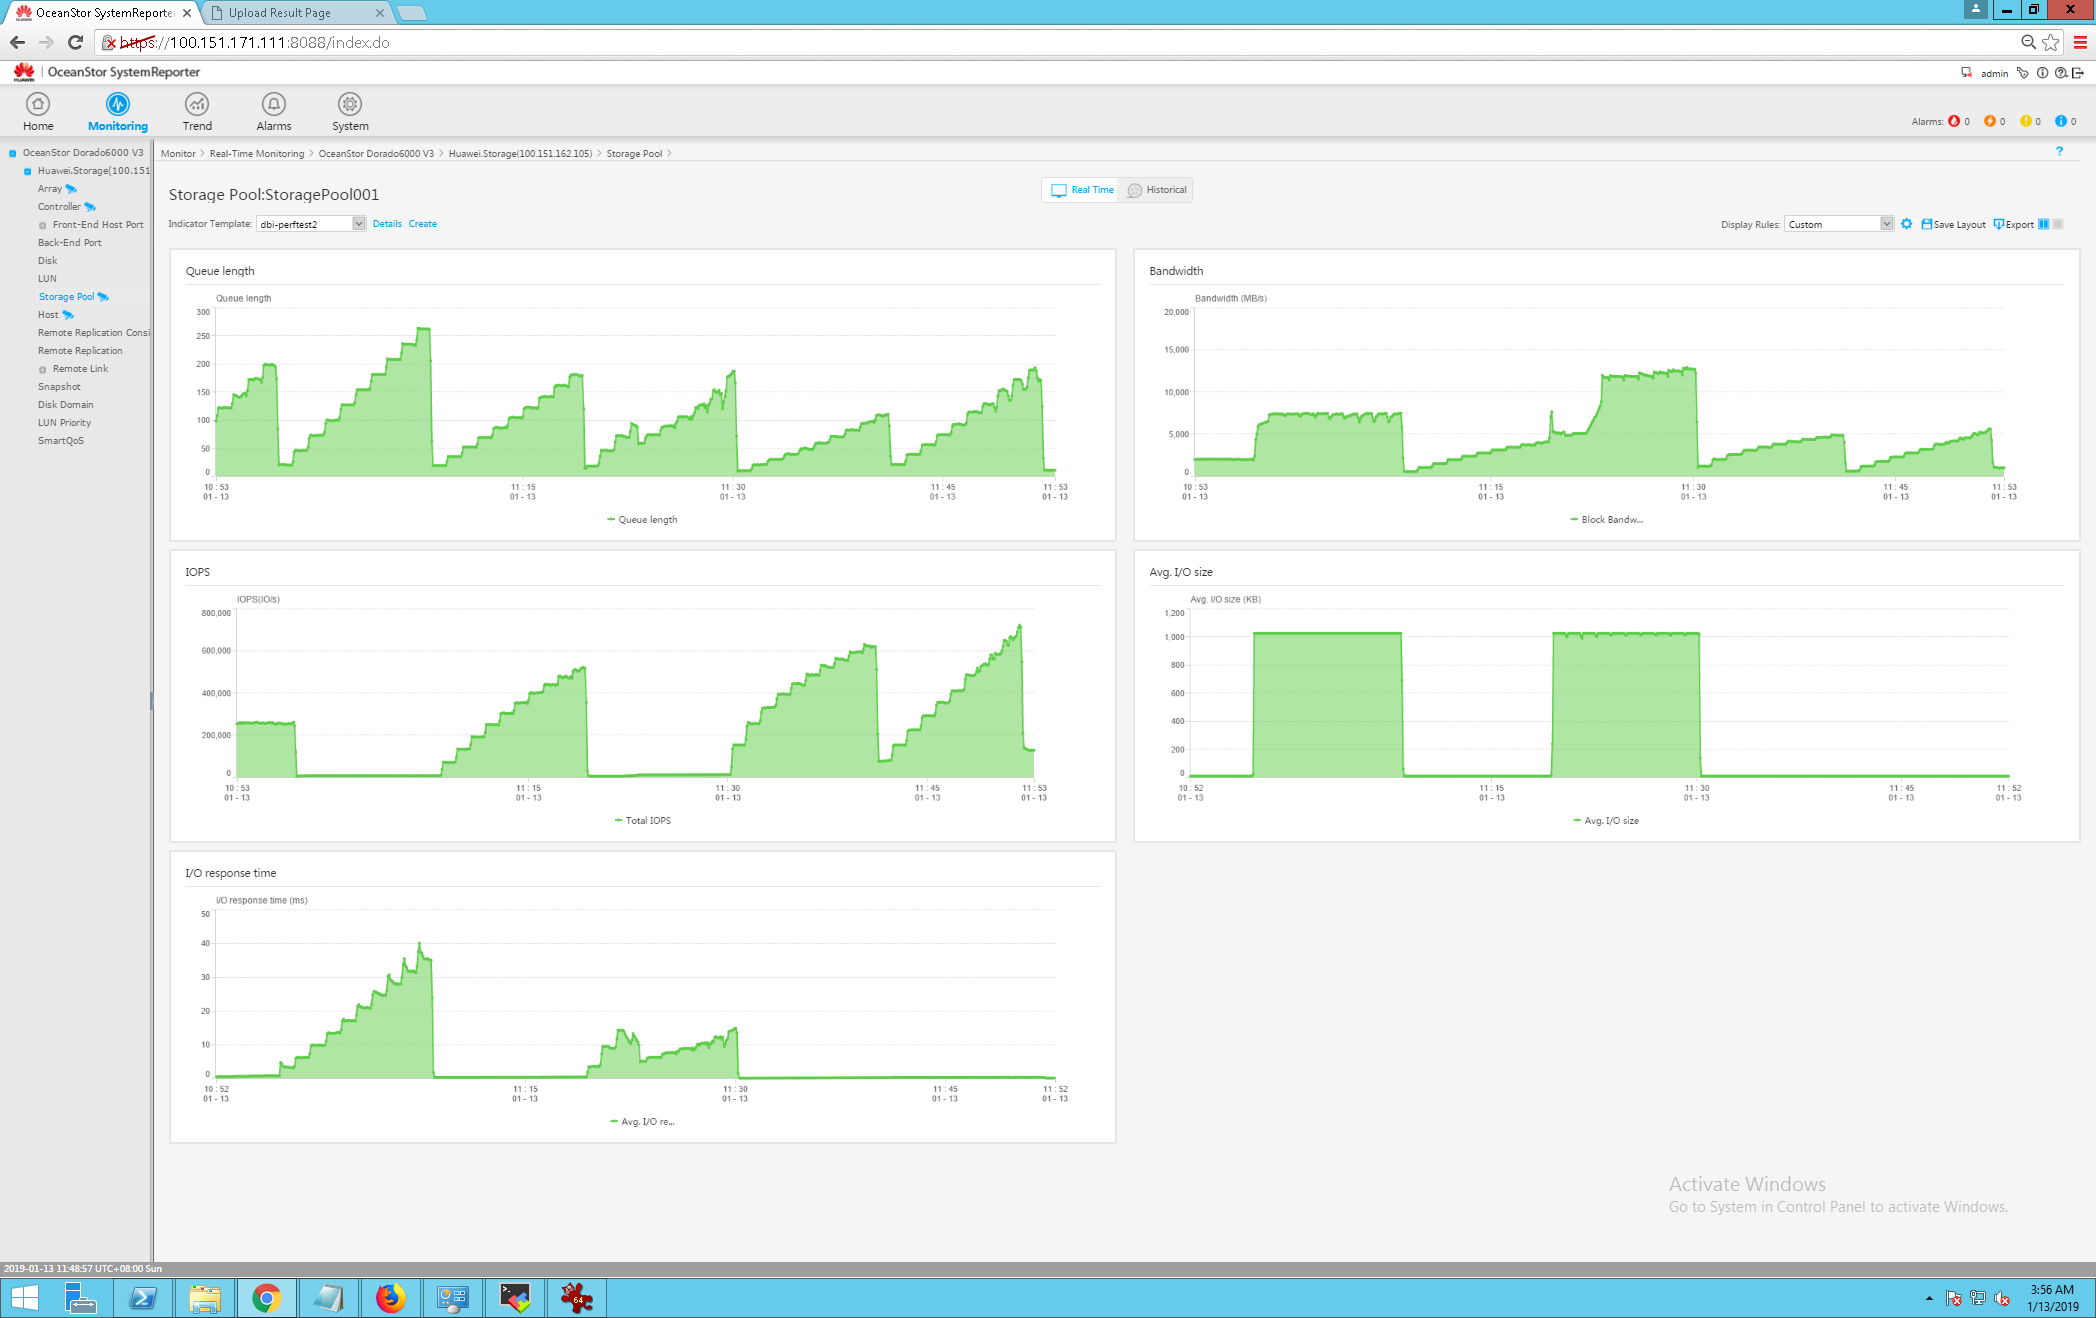 OceanStor SystemReporte
Upload Result Page
https://100.151.171.111:8088/index.do
HUAWEI
OceanStor SystemReporter
admin
Home
Monitoring
Trend
Alarms
System
Alarms: 0 0 0 0
OceanStor Dorado6000 V3
Huawei.Storage(100.151
Array
Controller
Front-End Host Port
Back-End Port
Disk
LUN
Storage Pool
Host
Remote Replication Consi
Remote Replication
Remote Link
Snapshot
Disk Domain
LUN Priority
SmartQoS
Monitor > Real-Time Monitoring > OceanStor Dorado6000 V3 > Huawei.Storage(100.151.162.105) > Storage Pool >
?
Storage Pool:StoragePool001
Real Time
Historical
Indicator Template: dbi-perftest2 Details Create
Display Rules: Custom Save Layout Export
Queue length
Queue length
300
250
200
150
100
50
0
10 : 53
01 - 13
11 : 15
01 - 13
11 : 30
01 - 13
11 : 45
01 - 13
11 : 53
01 - 13
Queue length
Bandwidth
Bandwidth (MB/s)
20,000
15,000
10,000
5,000
0
10 : 53
01 - 13
11 : 15
01 - 13
11 : 30
01 - 13
11 : 45
01 - 13
11 : 53
01 - 13
Block Bandw...
IOPS
IOPS(IO/s)
800,000
600,000
400,000
200,000
0
10 : 53
01 - 13
11 : 15
01 - 13
11 : 30
01 - 13
11 : 45
01 - 13
11 : 53
01 - 13
Total IOPS
Avg. I/O size
Avg. I/O size (KB)
1,200
1,000
800
600
400
200
0
10 : 52
01 - 13
11 : 15
01 - 13
11 : 30
01 - 13
11 : 45
01 - 13
11 : 52
01 - 13
Avg. I/O size
I/O response time
I/O response time (ms)
50
40
30
20
10
0
10 : 52
01 - 13
11 : 15
01 - 13
11 : 30
01 - 13
11 : 45
01 - 13
11 : 52
01 - 13
Avg. I/O re...
Activate Windows
Go to System in Control Panel to activate Windows.
2019-01-13 11:48:57 UTC+08:00 Sun
64
3:56 AM
1/13/2019